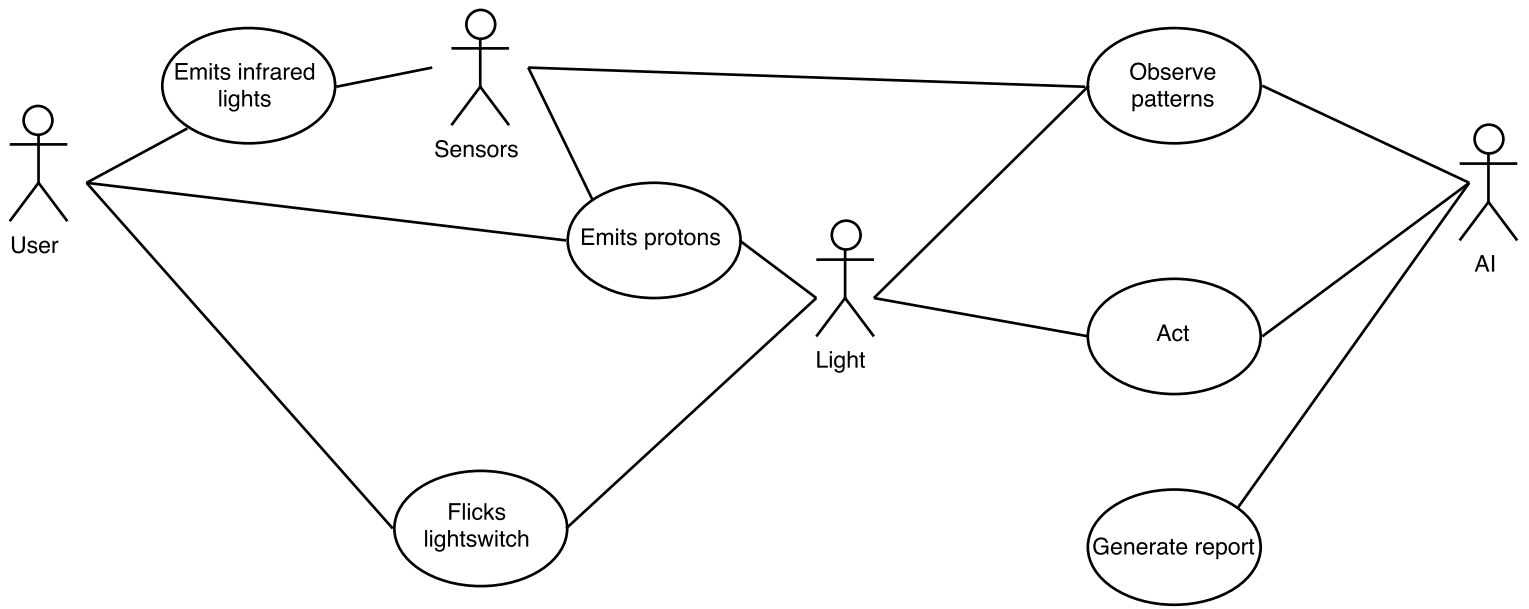 Emits infrared
lights
Sensors
Observe
patterns
User
Emits protons
AI
Light
Act
Flicks
lightswitch
Generate report